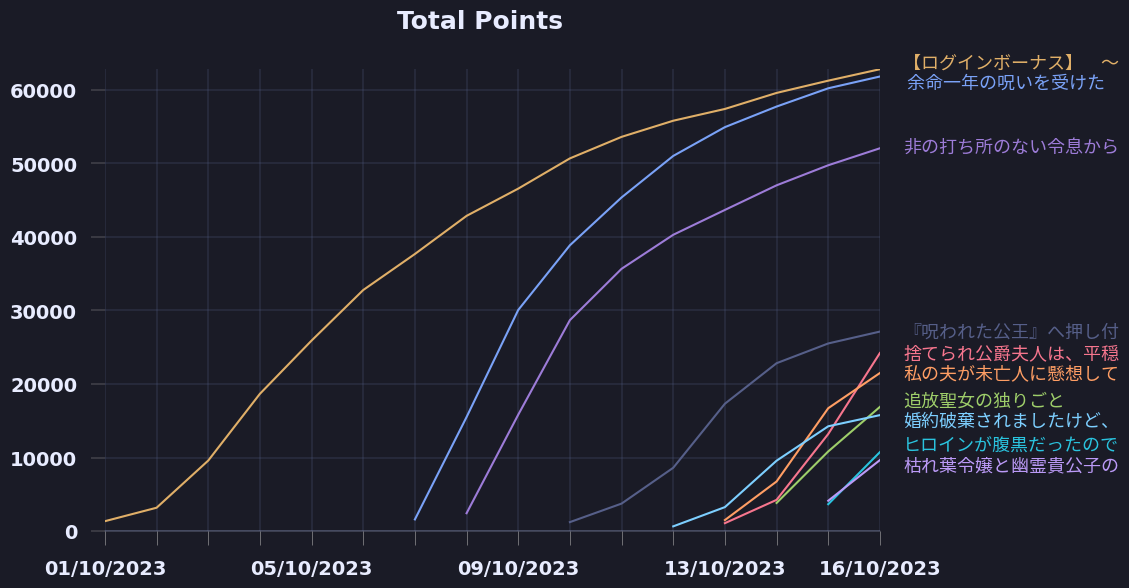 Total Points
【ログインボーナス】　～
余命一年の呪いを受けた
60000
非の打ち所のない令息から
50000
40000
30000
『呪われた公王』へ押し付
捨てられ公爵夫人は、平穏
20000
私の夫が未亡人に懸想して
追放聖女の独りごと
婚約破棄されましたけど、
10000
ヒロインが腹黒だったので
枯れ葉令嬢と幽霊貴公子の
0
01/10/2023
05/10/2023
09/10/2023
13/10/2023
16/10/2023